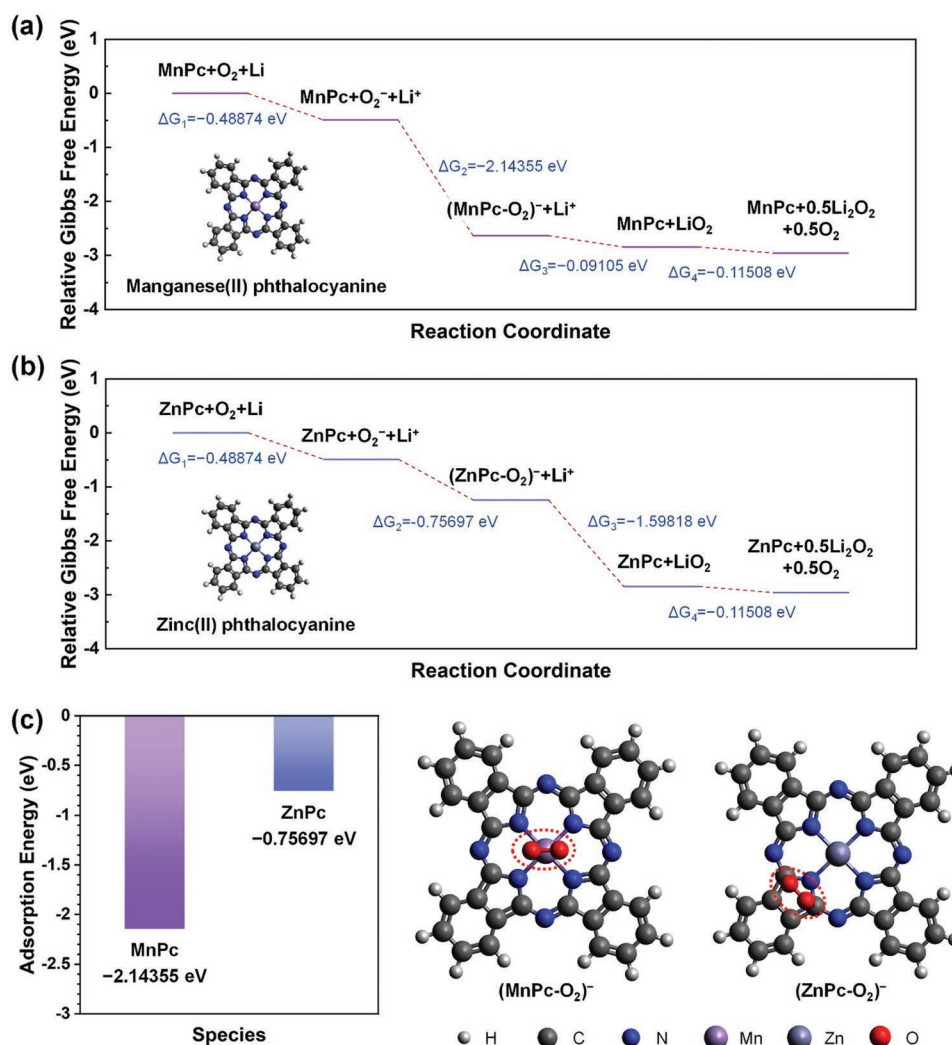 (a)
Relative Gibbs Free Energy (eV)
1
0
-1
-2
-3
-4
MnPc+O₂+Li
ΔG₁=−0.48874 eV
MnPc+O₂⁻+Li⁺
ΔG₂=−2.14355 eV
(MnPc-O₂)⁻+Li⁺
ΔG₃=−0.09105 eV
MnPc+LiO₂
ΔG₄=−0.11508 eV
MnPc+0.5Li₂O₂
+0.5O₂
Manganese(II) phthalocyanine
Reaction Coordinate
(b)
Relative Gibbs Free Energy (eV)
1
0
-1
-2
-3
-4
ZnPc+O₂+Li
ΔG₁=−0.48874 eV
ZnPc+O₂⁻+Li⁺
ΔG₂=-0.75697 eV
(ZnPc-O₂)⁻+Li⁺
ΔG₃=−1.59818 eV
ZnPc+LiO₂
ΔG₄=−0.11508 eV
ZnPc+0.5Li₂O₂
+0.5O₂
Zinc(II) phthalocyanine
Reaction Coordinate
(c)
Adsorption Energy (eV)
0
-0.5
-1
-1.5
-2
-2.5
-3
ZnPc
−0.75697 eV
MnPc
−2.14355 eV
Species
(MnPc-O₂)⁻
(ZnPc-O₂)⁻
H C N Mn Zn O